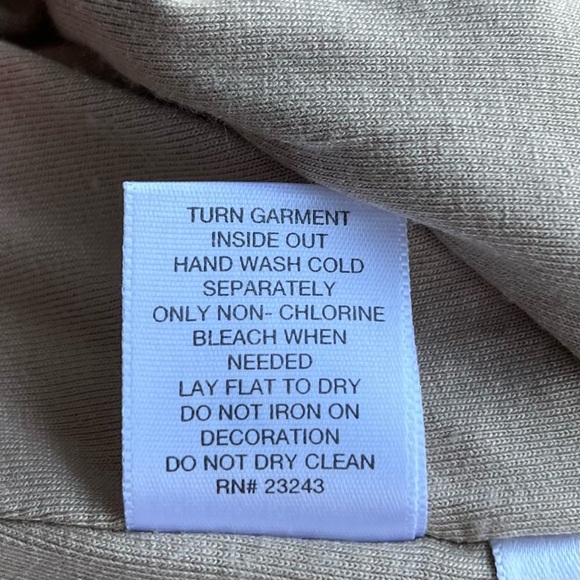 TURN GARMENT
INSIDE OUT
HAND WASH COLD
SEPARATELY
ONLY NON- CHLORINE
BLEACH WHEN
NEEDED
LAY FLAT TO DRY
DO NOT IRON ON
DECORATION
DO NOT DRY CLEAN
RN# 23243